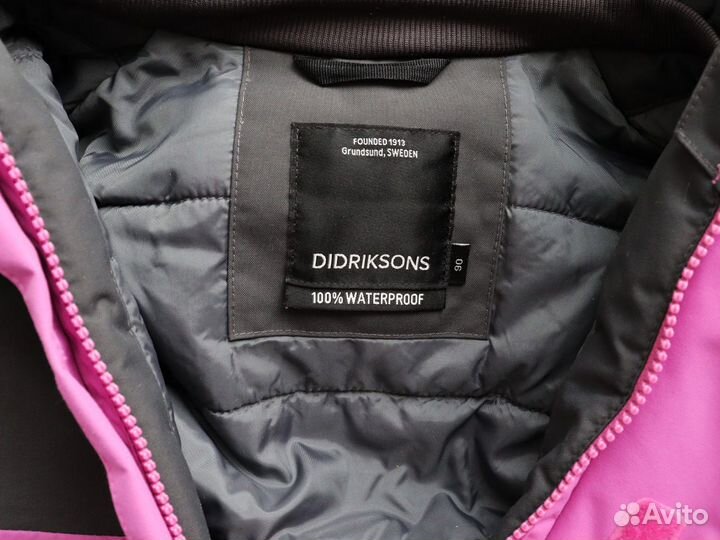 FOUNDED 1913
Grundsund, SWEDEN
DIDRIKSONS
90
100% WATERPROOF
Avito